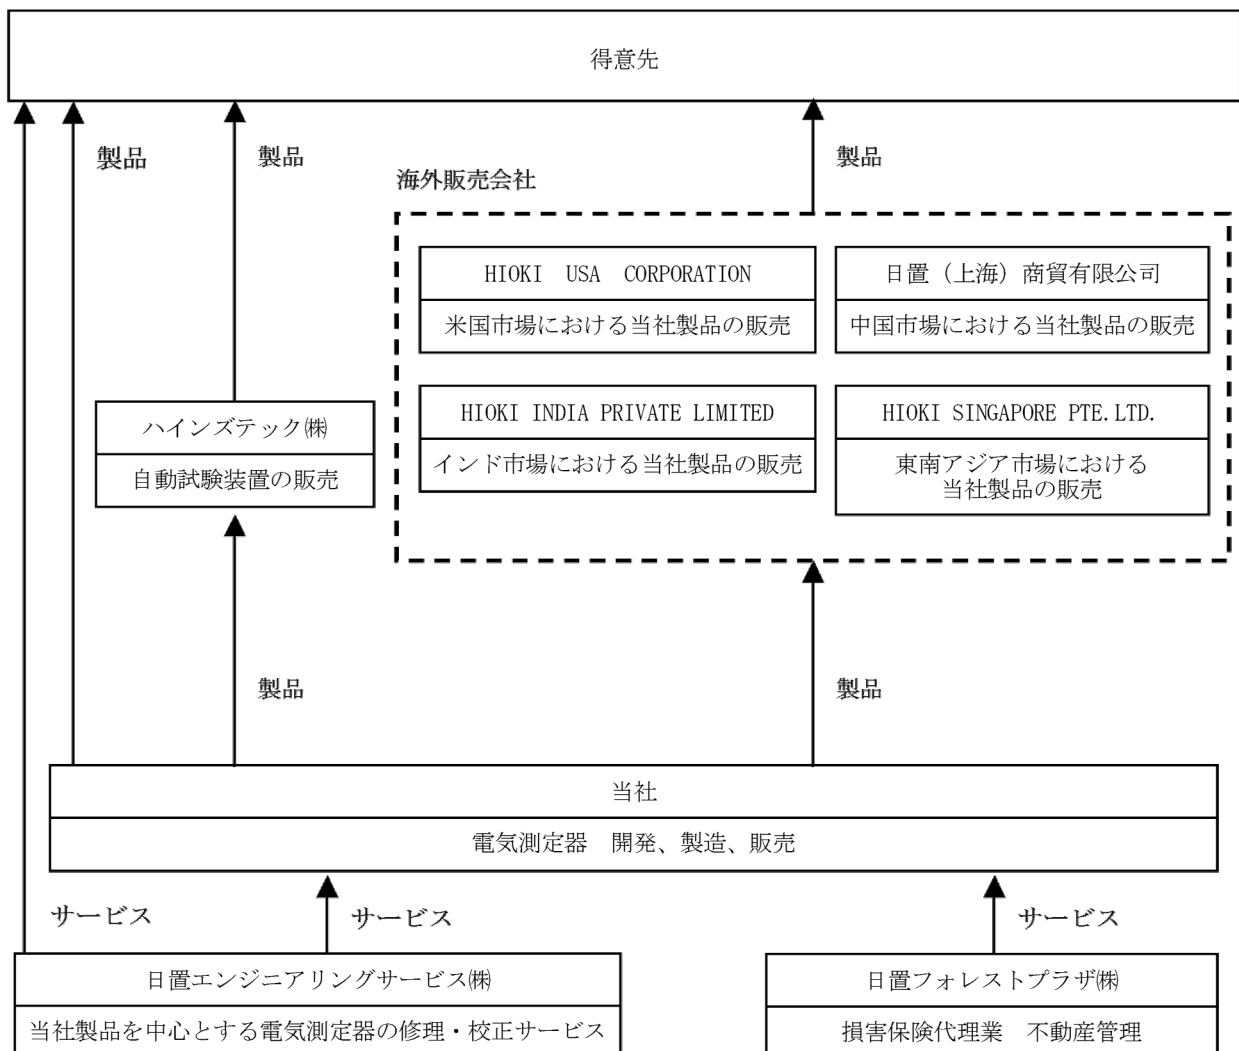 得意先
製品
製品
製品
海外販売会社
HIOKI　USA　CORPORATION
米国市場における当社製品の販売
日置（上海）商貿有限公司
中国市場における当社製品の販売
HIOKI INDIA PRIVATE LIMITED
インド市場における当社製品の販売
HIOKI SINGAPORE PTE.LTD.
東南アジア市場における
当社製品の販売
ハインズテック㈱
自動試験装置の販売
製品
製品
当社
電気測定器　開発、製造、販売
サービス
サービス
サービス
日置エンジニアリングサービス㈱
当社製品を中心とする電気測定器の修理・校正サービス
日置フォレストプラザ㈱
損害保険代理業　不動産管理